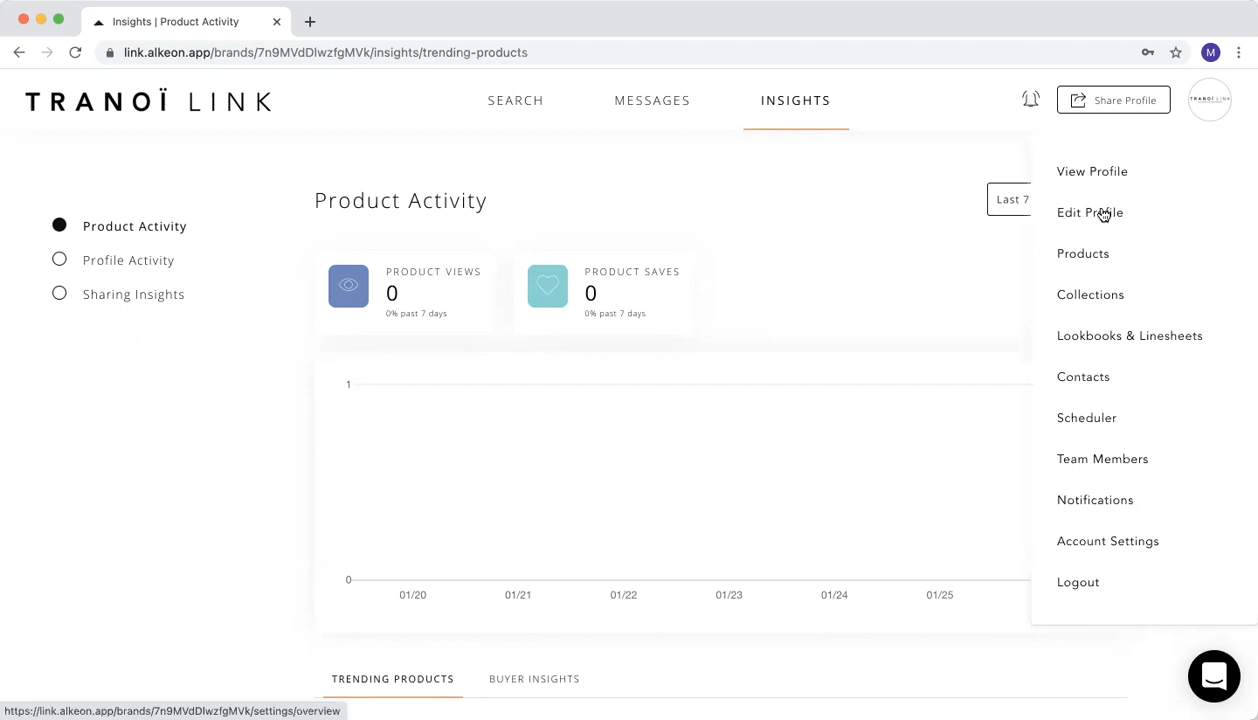 Insights | Product Activity
link.alkeon.app/brands/7n9MVdDlwzfgMVk/insights/trending-products
M
TRANOÏ LINK
SEARCH
MESSAGES
INSIGHTS
Share Profile
TRANOÏ LINK
View Profile
Edit Profile
Products
Collections
Lookbooks & Linesheets
Contacts
Scheduler
Team Members
Notifications
Account Settings
Logout
Product Activity
Profile Activity
Sharing Insights
Product Activity
Last 7
PRODUCT VIEWS
0
0% past 7 days
PRODUCT SAVES
0
0% past 7 days
1
0
01/20
01/21
01/22
01/23
01/24
01/25
TRENDING PRODUCTS
BUYER INSIGHTS
https://link.alkeon.app/brands/7n9MVdDlwzfgMVk/settings/overview